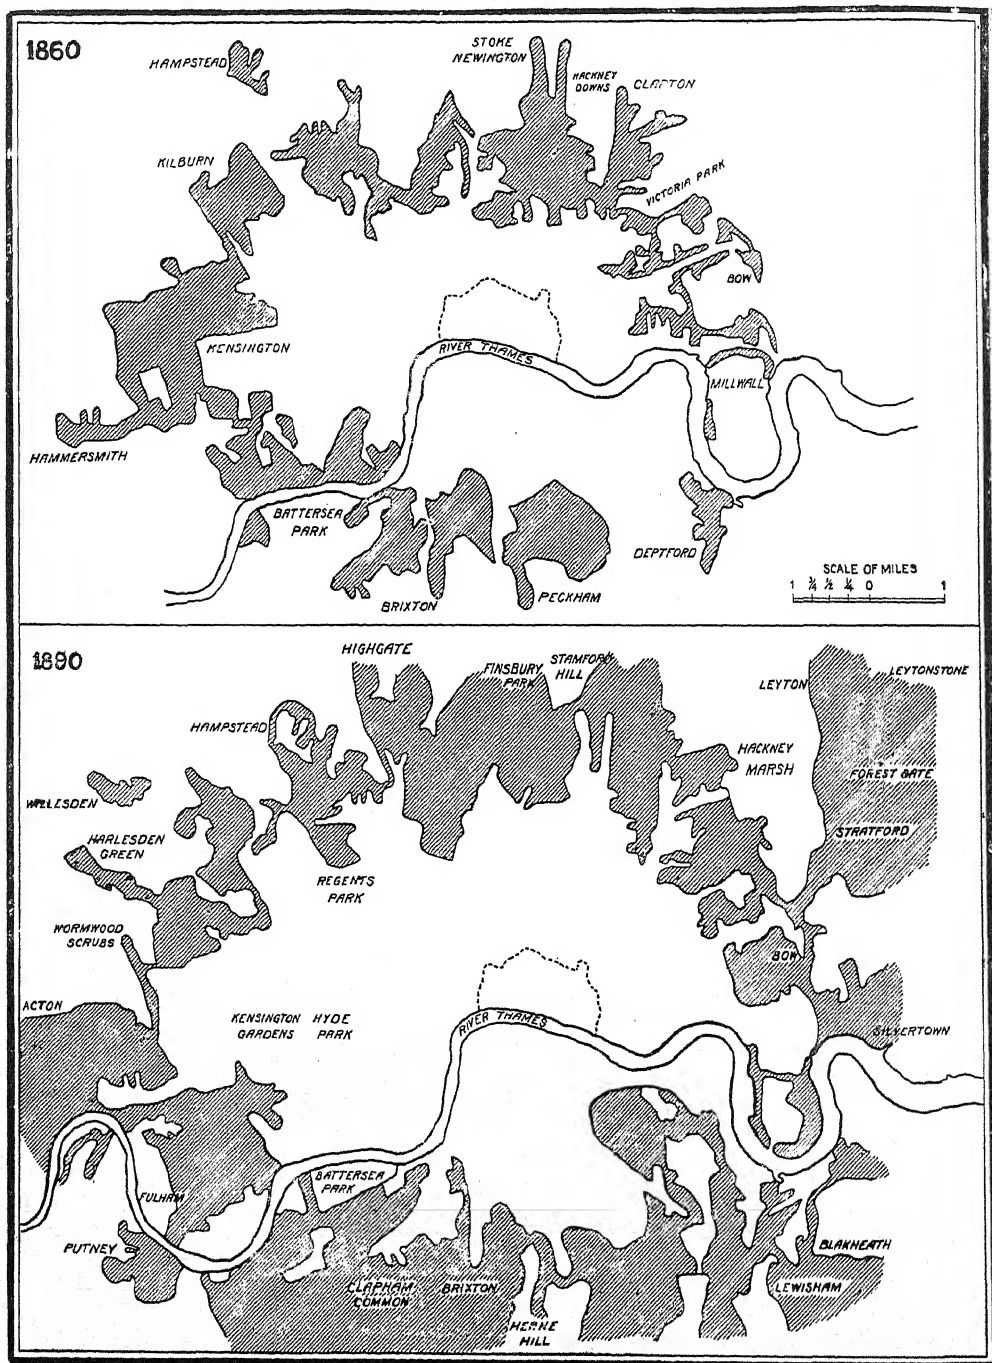 1860
HAMPSTEAD
STOKE
NEWINGTON
HACKNEY
DOWNS
CLAPTON
KILBURN
VICTORIA PARK
BOW
KENSINGTON
RIVER THAMES
MILLWALL
HAMMERSMITH
BATTERSEA
PARK
DEPTFORD
BRIXTON
PECKHAM
SCALE OF MILES
1 ¾ ½ ¼ 0 1
1890
HIGHGATE
FINSBURY
PARK
STAMFORD
HILL
LEYTON
LEYTONSTONE
HAMPSTEAD
HACKNEY
MARSH
FOREST GATE
WILLESDEN
STRATFORD
HARLESDEN
GREEN
REGENTS
PARK
WORMWOOD
SCRUBS
BOW
ACTON
KENSINGTON
GARDENS
HYDE
PARK
RIVER THAMES
SILVERTOWN
BATTERSEA
PARK
FULHAM
PUTNEY
BLAKHEATH
CLAPHAM
COMMON
BRIXTON
LEWISHAM
HERNE
HILL